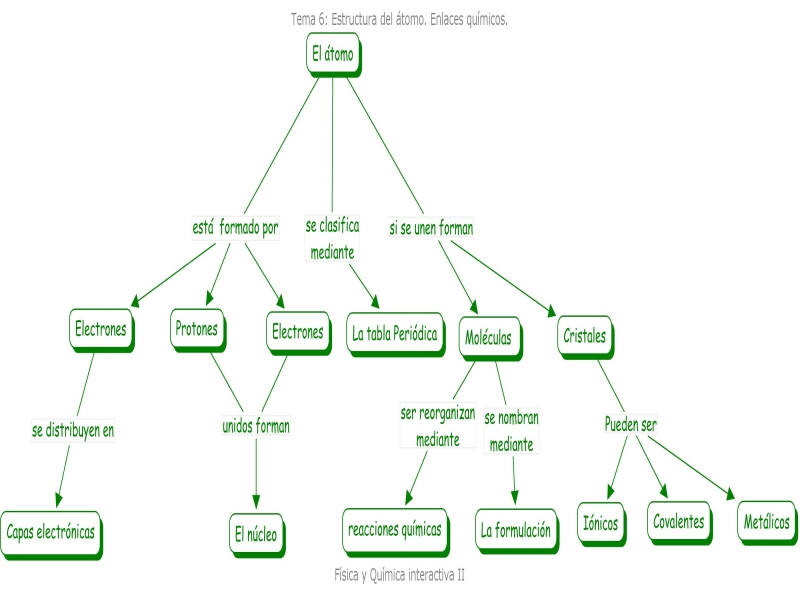 Tema 6: Estructura del átomo. Enlaces químicos.
El átomo
está formado por
se clasifica
mediante
si se unen forman
Electrones
Protones
Electrones
La tabla Periódica
Moléculas
Cristales
se distribuyen en
unidos forman
ser reorganizan
mediante
se nombran
mediante
Pueden ser
Capas electrónicas
El núcleo
reacciones químicas
La formulación
Iónicos
Covalentes
Metálicos
Física y Química interactiva II